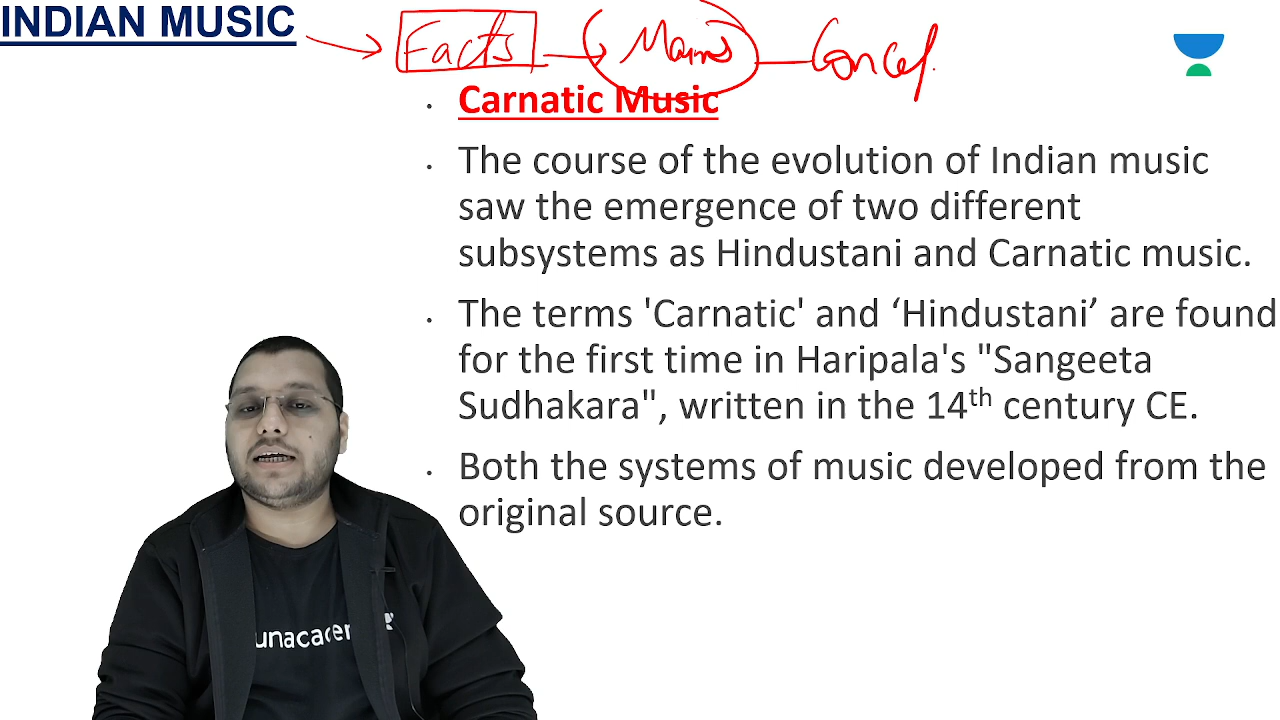 INDIAN MUSIC
Facts Mains Concep.
Carnatic Music
The course of the evolution of Indian music
saw the emergence of two different
subsystems as Hindustani and Carnatic music.
The terms 'Carnatic' and ‘Hindustani’ are found
for the first time in Haripala's "Sangeeta
Sudhakara", written in the 14th century CE.
Both the systems of music developed from the
original source.
unacade